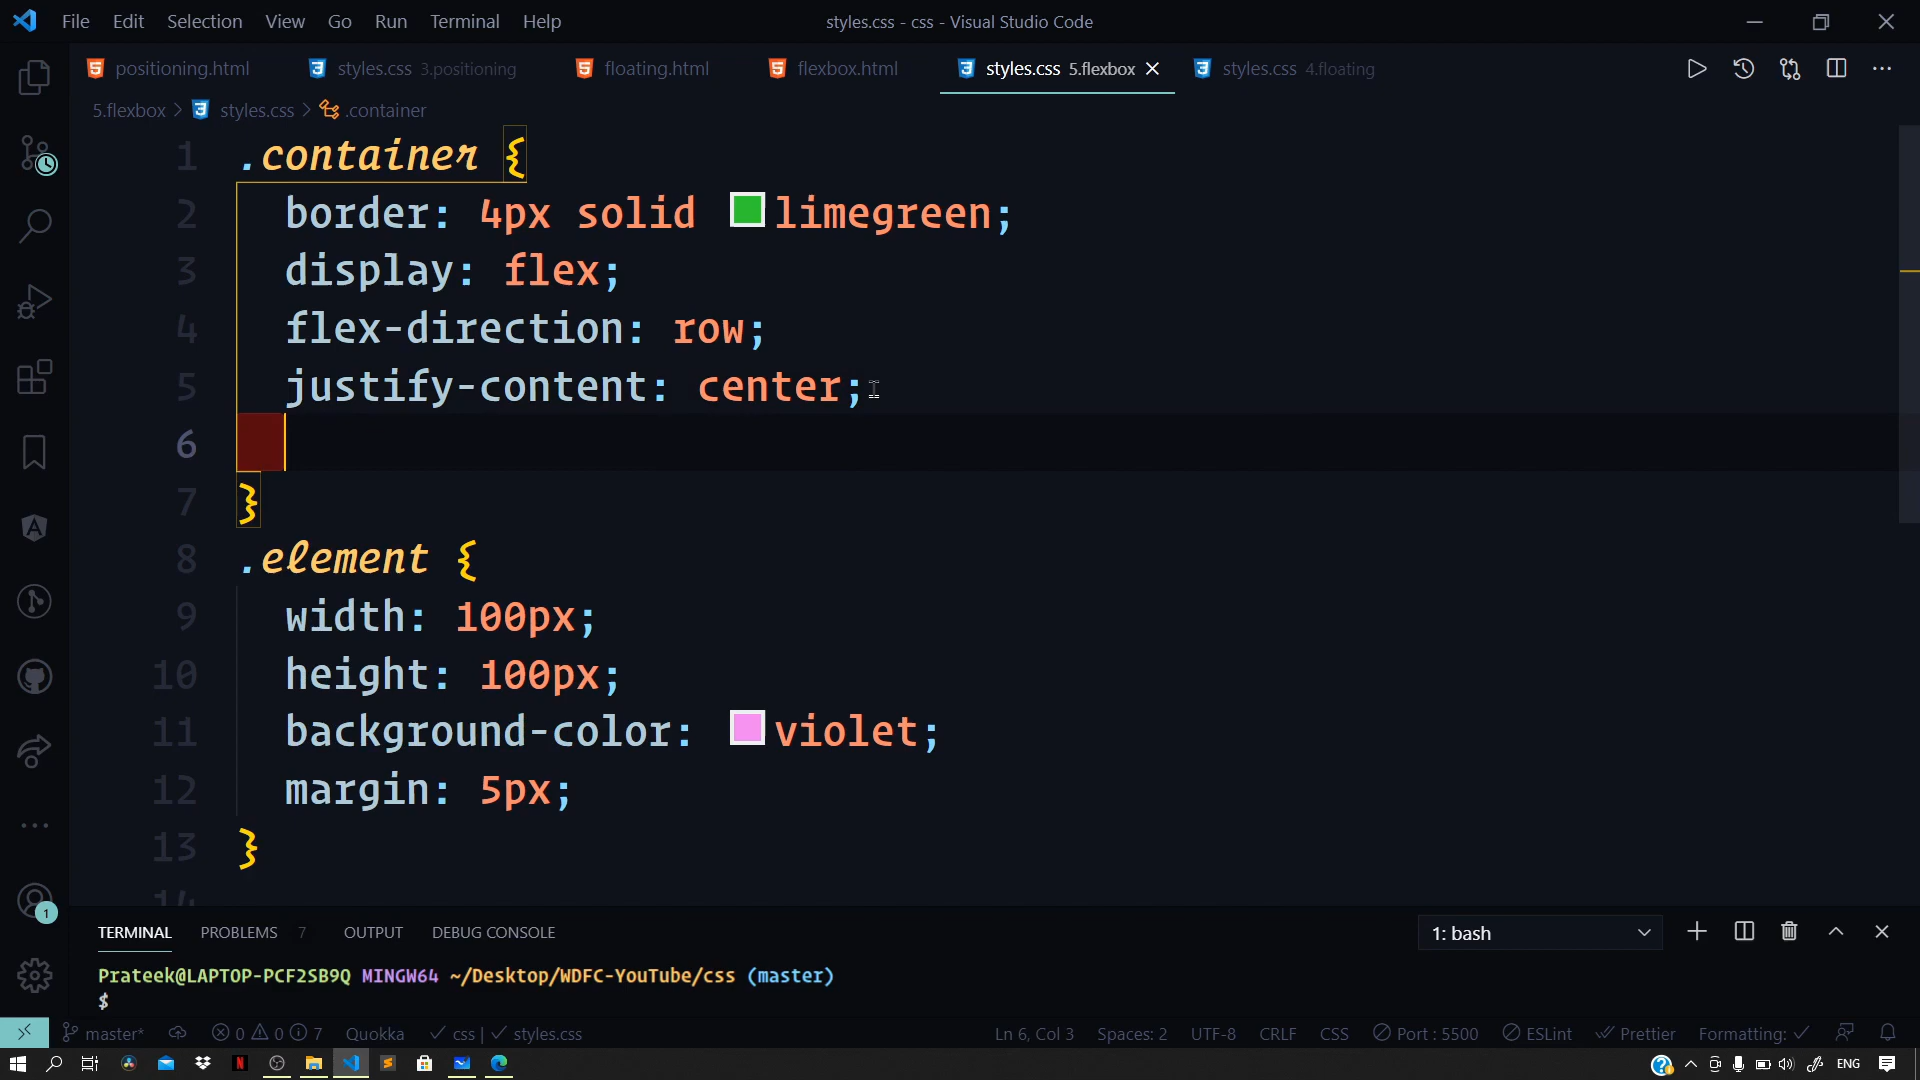 File Edit Selection View Go Run Terminal Help styles.css - css - Visual Studio Code
positioning.html styles.css 3.positioning floating.html flexbox.html styles.css 5.flexbox styles.css 4.floating
5.flexbox > styles.css > .container
1 .container {
2 border: 4px solid limegreen;
3 display: flex;
4 flex-direction: row;
5 justify-content: center;
6
7 }
8 .element {
9 width: 100px;
10 height: 100px;
11 background-color: violet;
12 margin: 5px;
13 }
14
1
TERMINAL PROBLEMS 7 OUTPUT DEBUG CONSOLE 1: bash
Prateek@LAPTOP-PCF2SB9Q MINGW64 ~/Desktop/WDFC-YouTube/css (master)
$
master* 0 0 7 Quokka css | styles.css Ln 6, Col 3 Spaces: 2 UTF-8 CRLF CSS Port : 5500 ESLint Prettier Formatting:
ENG